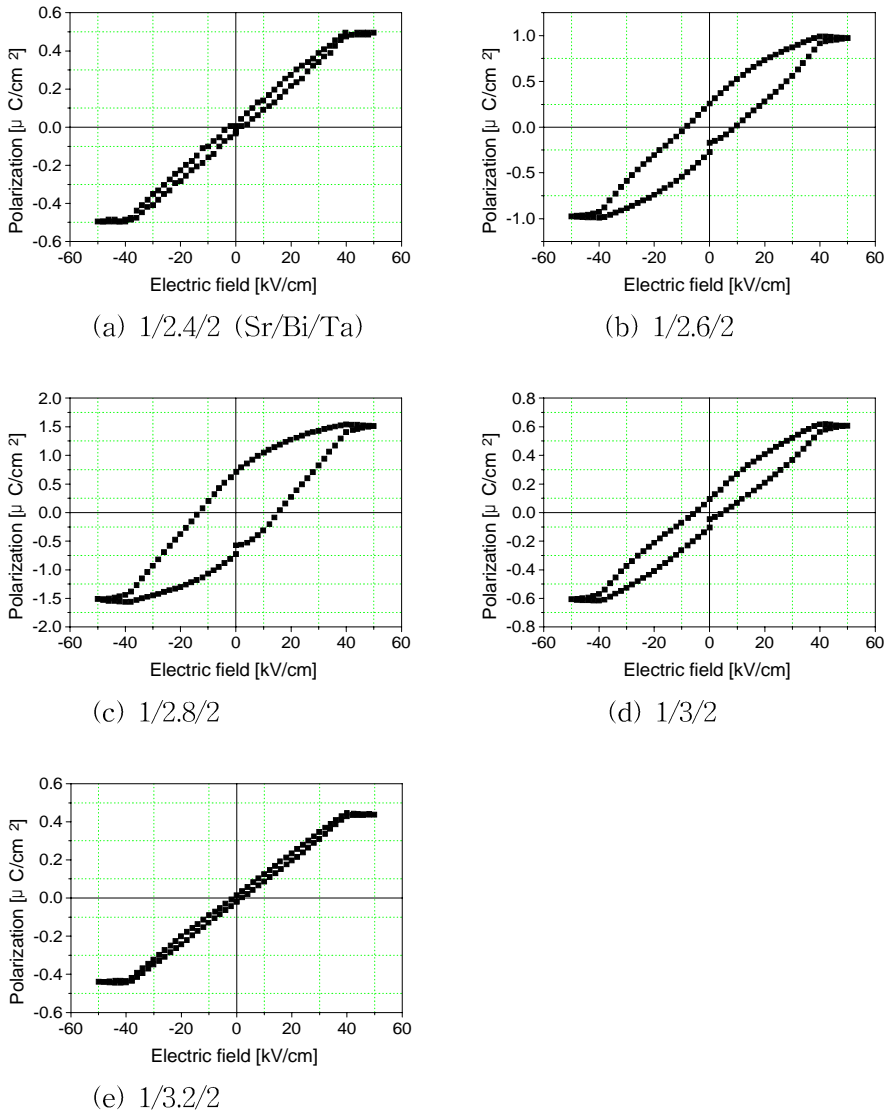 0.6
0.4
0.2
0.0
-0.2
-0.4
-0.6
-60 -40 -20 0 20 40 60
Polarization [μ C/cm 2]
Electric field [kV/cm]
(a) 1/2.4/2 (Sr/Bi/Ta)
1.0
0.5
0.0
-0.5
-1.0
-60 -40 -20 0 20 40 60
Polarization [μ C/cm 2]
Electric field [kV/cm]
(b) 1/2.6/2
2.0
1.5
1.0
0.5
0.0
-0.5
-1.0
-1.5
-2.0
-60 -40 -20 0 20 40 60
Polarization [μ C/cm 2]
Electric field [kV/cm]
(c) 1/2.8/2
0.8
0.6
0.4
0.2
0.0
-0.2
-0.4
-0.6
-0.8
-60 -40 -20 0 20 40 60
Polarization [μ C/cm 2]
Electric field [kV/cm]
(d) 1/3/2
0.6
0.4
0.2
0.0
-0.2
-0.4
-0.6
-60 -40 -20 0 20 40 60
Polarization [μ C/cm 2]
Electric field [kV/cm]
(e) 1/3.2/2